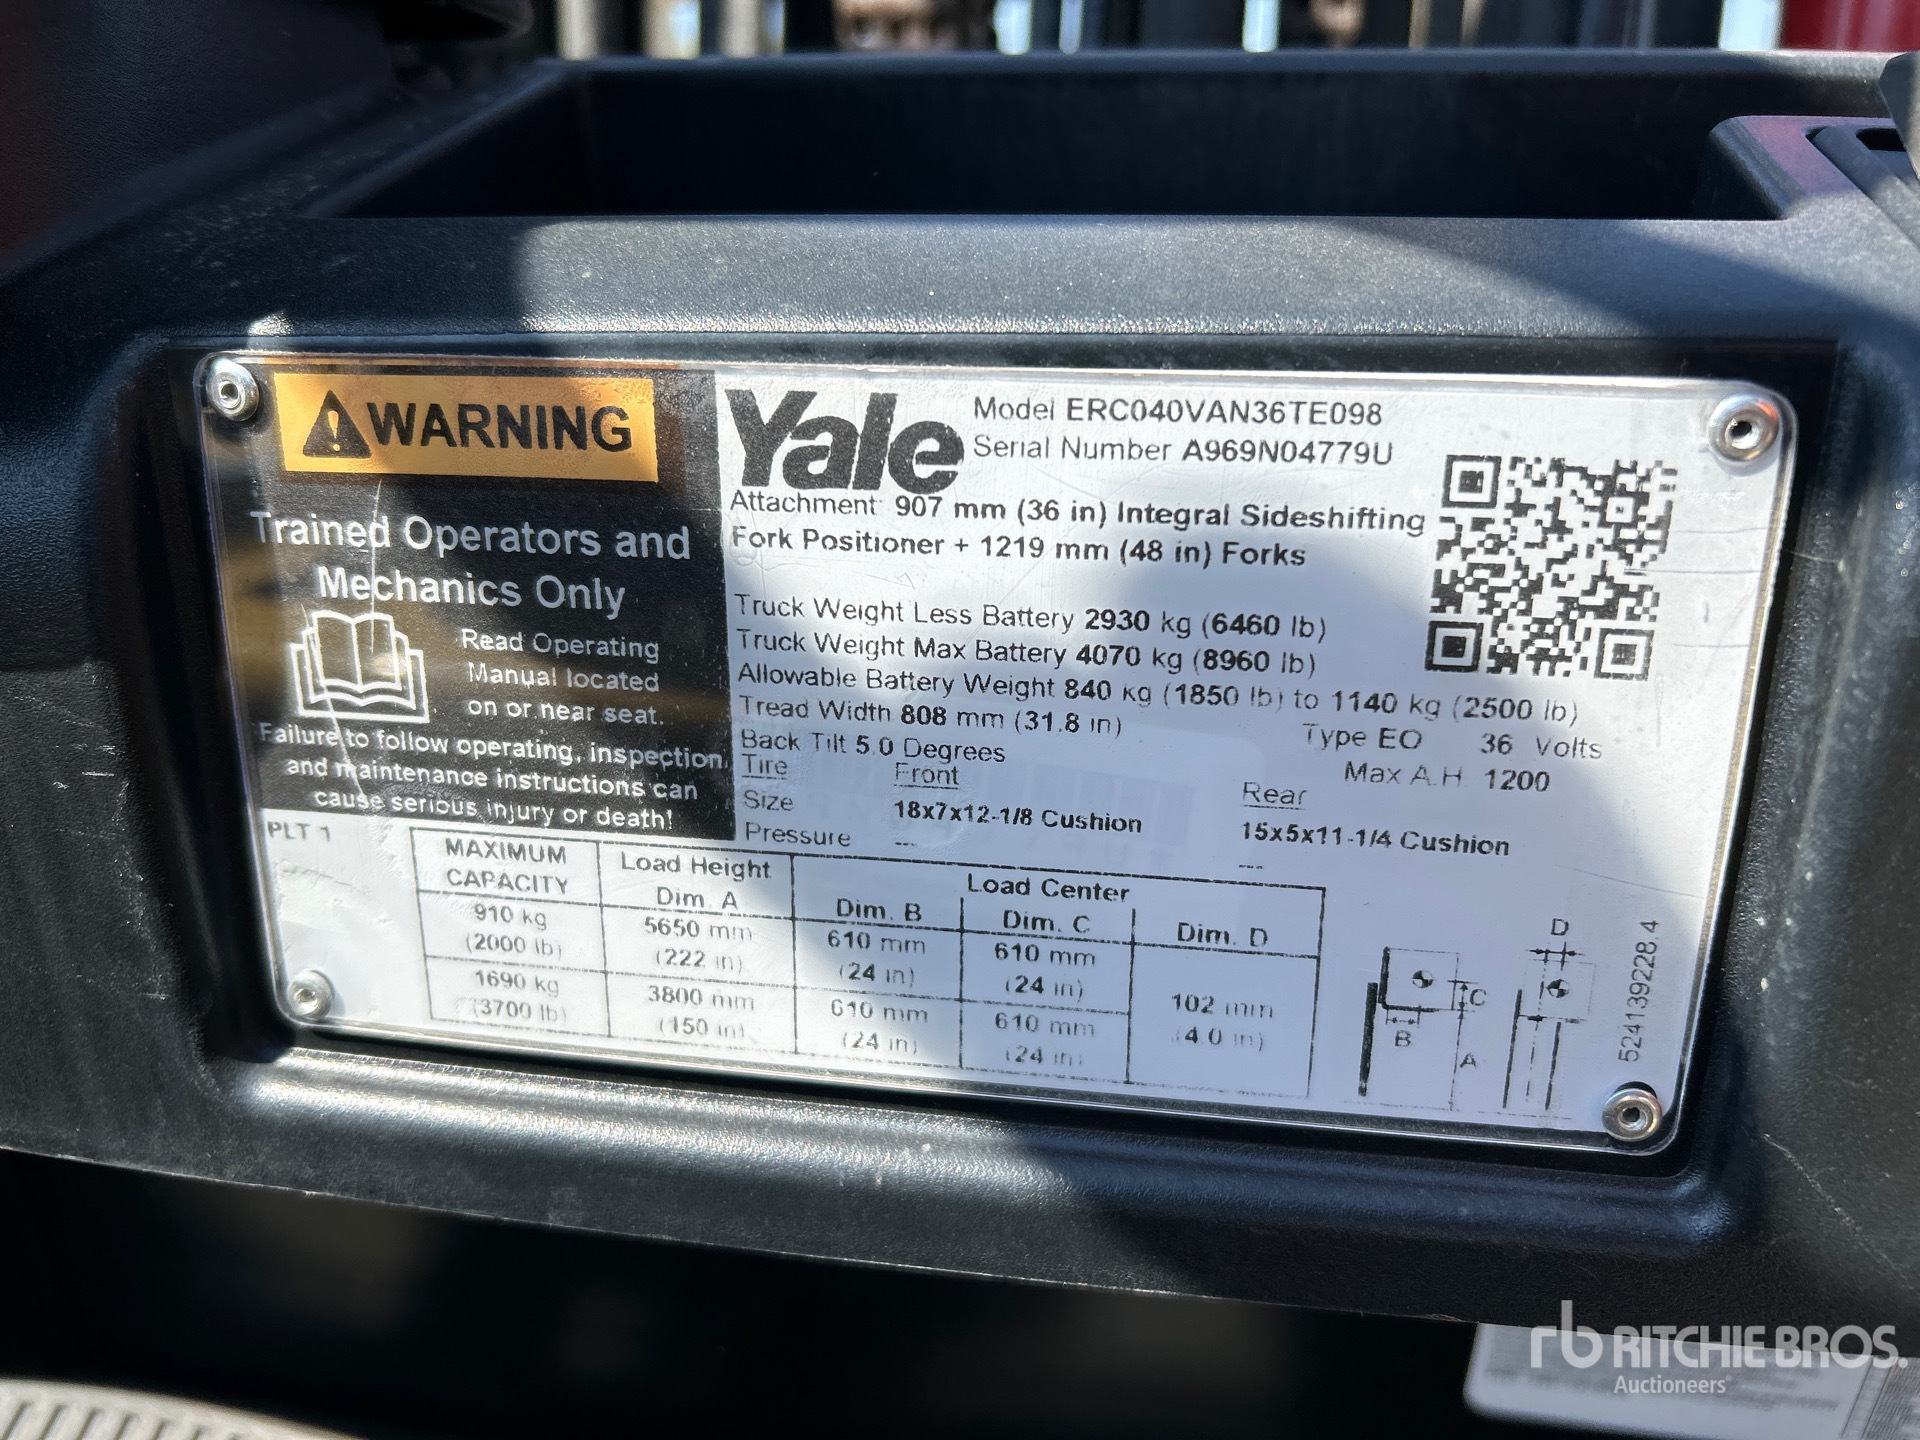 WARNING
Trained Operators and
Mechanics Only
Read Operating
Manual located
on or near seat.
Failure to follow operating, inspection,
and maintenance instructions can
cause serious injury or death!
Yale
Model ERC040VAN36TE098
Serial Number A969N04779U
Attachment 907 mm (36 in) Integral Sideshifting
Fork Positioner + 1219 mm (48 in) Forks
Truck Weight Less Battery 2930 kg (6460 lb)
Truck Weight Max Battery 4070 kg (8960 lb)
Allowable Battery Weight 840 kg (1850 lb) to 1140 kg (2500 lb)
Tread Width 808 mm (31.8 in) Type EO 36 Volts
Back Tilt 5.0 Degrees Max A.H. 1200
Tire Front Rear
Size 18x7x12-1/8 Cushion 15x5x11-1/4 Cushion
Pressure --- ---
PLT 1
MAXIMUM CAPACITY Load Height Dim. A Load Center
Dim. B Dim. C Dim. D
910 kg 5650 mm 610 mm 610 mm 102 mm
(2000 lb) (222 in) (24 in) (24 in) (4.0 in)
1690 kg 3800 mm 610 mm 610 mm
(3700 lb) (150 in) (24 in) (24 in)
D
C
B
A
524139228.4
rb RITCHIE BROS.
Auctioneers